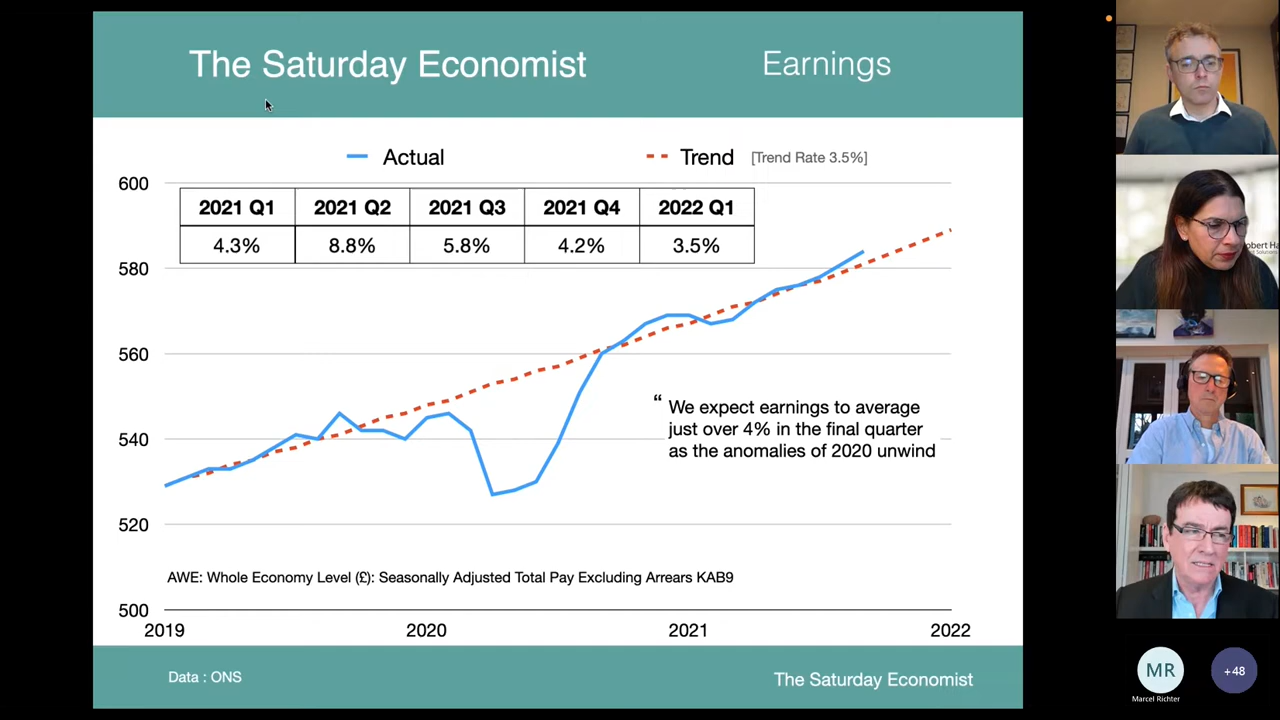 The Saturday Economist
Earnings
Actual
Trend
[Trend Rate 3.5%]
600
580
560
540
520
500
2021 Q1 2021 Q2 2021 Q3 2021 Q4 2022 Q1
4.3% 8.8% 5.8% 4.2% 3.5%
“ We expect earnings to average
just over 4% in the final quarter
as the anomalies of 2020 unwind
AWE: Whole Economy Level (£): Seasonally Adjusted Total Pay Excluding Arrears KAB9
2019 2020 2021 2022
Data : ONS
The Saturday Economist
MR
Marcel Richter
+48